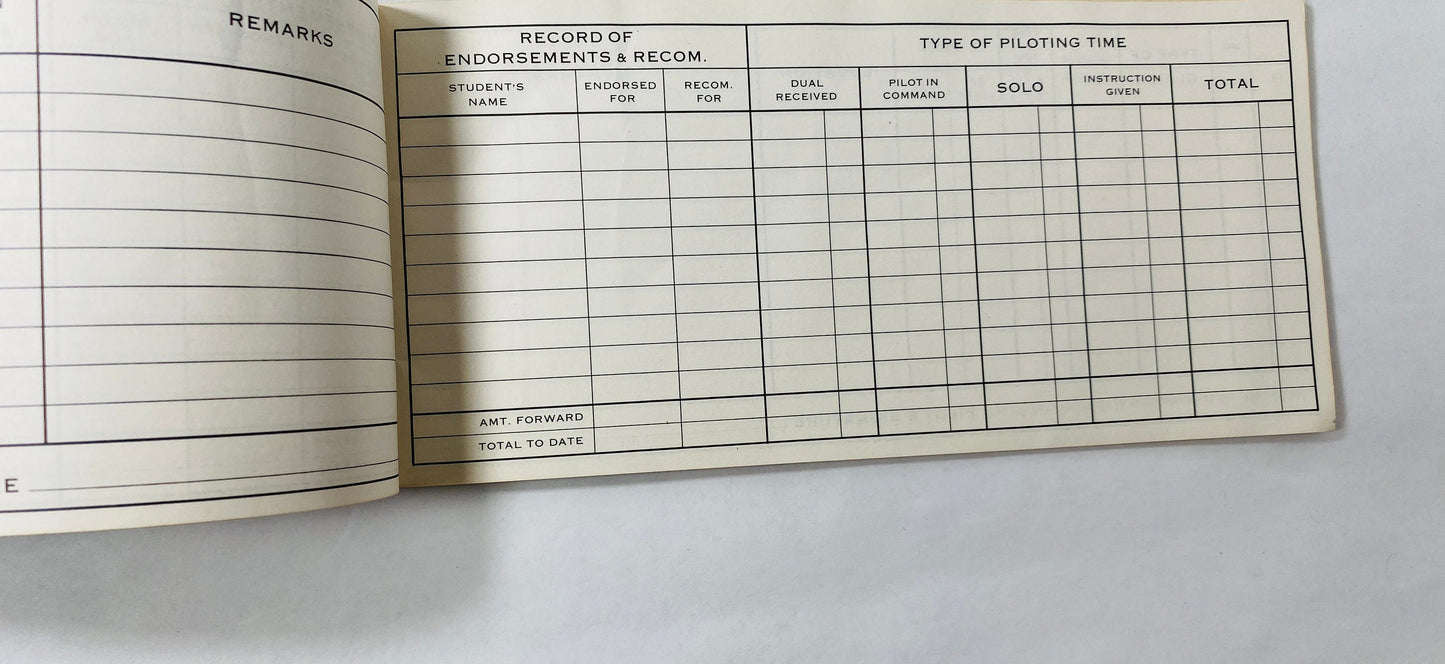 REMARKS
E
RECORD OF
ENDORSEMENTS & RECOM.
TYPE OF PILOTING TIME
STUDENT'S
NAME
ENDORSED
FOR
RECOM.
FOR
DUAL
RECEIVED
PILOT IN
COMMAND
SOLO
INSTRUCTION
GIVEN
TOTAL
AMT. FORWARD
TOTAL TO DATE